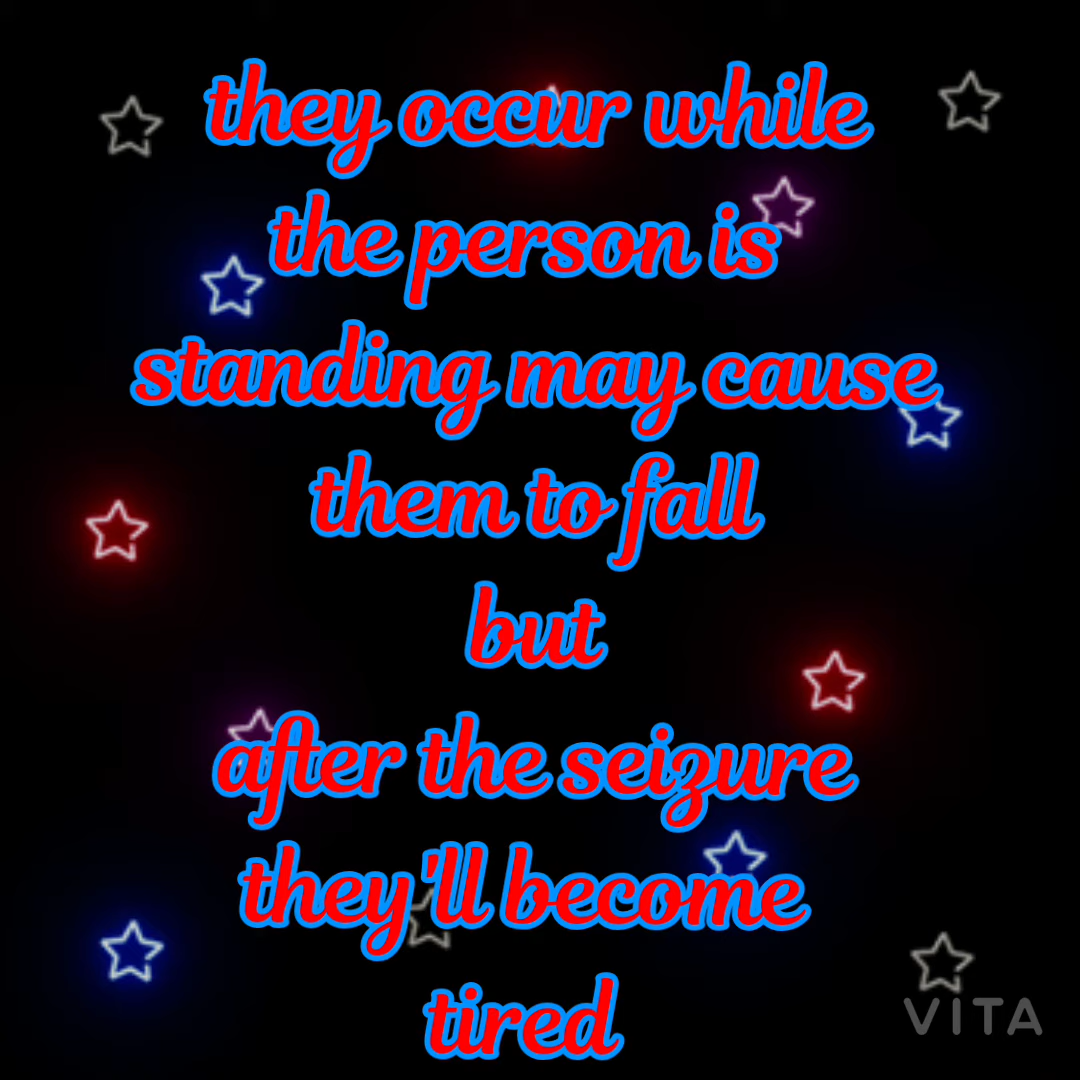 they occur while
the person is
standing may cause
them to fall
but
after the seizure
they'll become
tired
VITA